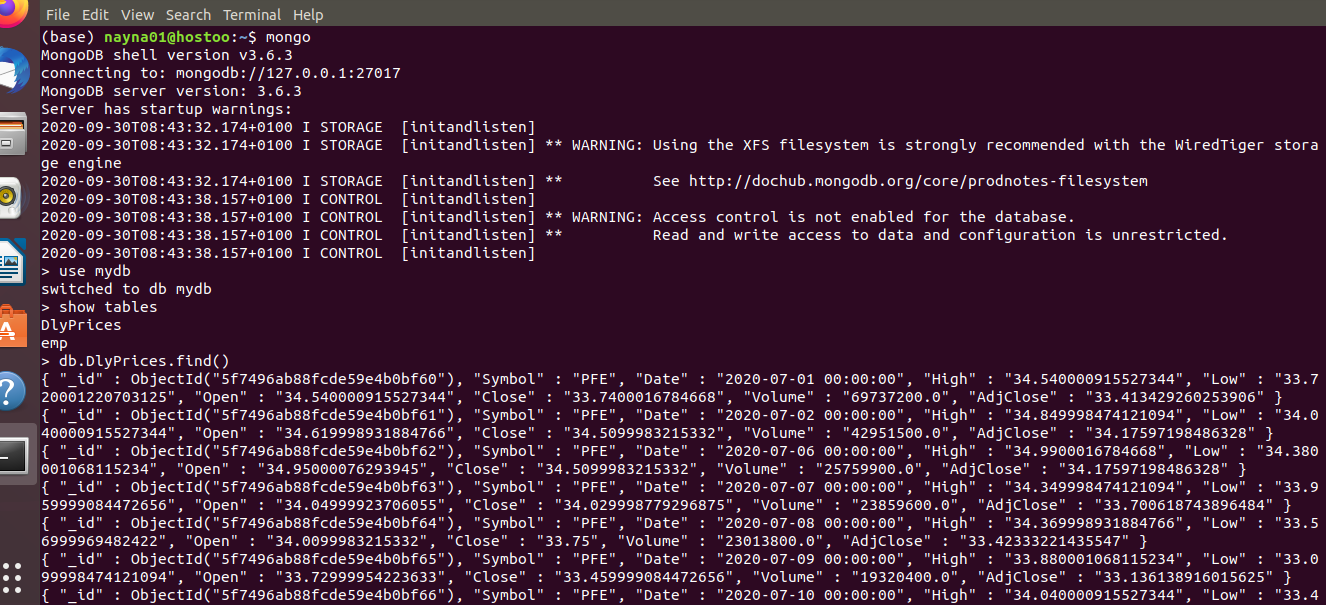 File Edit View Search Terminal Help
(base) nayna01@hostoo:~$ mongo
MongoDB shell version v3.6.3
connecting to: mongodb://127.0.0.1:27017
MongoDB server version: 3.6.3
Server has startup warnings:
2020-09-30T08:43:32.174+0100 I STORAGE  [initandlisten]
2020-09-30T08:43:32.174+0100 I STORAGE  [initandlisten] ** WARNING: Using the XFS filesystem is strongly recommended with the WiredTiger stora
ge engine
2020-09-30T08:43:32.174+0100 I STORAGE  [initandlisten] **          See http://dochub.mongodb.org/core/prodnotes-filesystem
2020-09-30T08:43:38.157+0100 I CONTROL  [initandlisten]
2020-09-30T08:43:38.157+0100 I CONTROL  [initandlisten] ** WARNING: Access control is not enabled for the database.
2020-09-30T08:43:38.157+0100 I CONTROL  [initandlisten] **          Read and write access to data and configuration is unrestricted.
2020-09-30T08:43:38.157+0100 I CONTROL  [initandlisten]
> use mydb
switched to db mydb
> show tables
DlyPrices
emp
> db.DlyPrices.find()
{ "_id" : ObjectId("5f7496ab88fcde59e4b0bf60"), "Symbol" : "PFE", "Date" : "2020-07-01 00:00:00", "High" : "34.540000915527344", "Low" : "33.7
20001220703125", "Open" : "34.540000915527344", "Close" : "33.7400016784668", "Volume" : "69737200.0", "AdjClose" : "33.413429260253906" }
{ "_id" : ObjectId("5f7496ab88fcde59e4b0bf61"), "Symbol" : "PFE", "Date" : "2020-07-02 00:00:00", "High" : "34.849998474121094", "Low" : "34.0
40000915527344", "Open" : "34.619998931884766", "Close" : "34.5099983215332", "Volume" : "42951500.0", "AdjClose" : "34.17597198486328" }
{ "_id" : ObjectId("5f7496ab88fcde59e4b0bf62"), "Symbol" : "PFE", "Date" : "2020-07-06 00:00:00", "High" : "34.9900016784668", "Low" : "34.380
001068115234", "Open" : "34.95000076293945", "Close" : "34.5099983215332", "Volume" : "25759900.0", "AdjClose" : "34.17597198486328" }
{ "_id" : ObjectId("5f7496ab88fcde59e4b0bf63"), "Symbol" : "PFE", "Date" : "2020-07-07 00:00:00", "High" : "34.349998474121094", "Low" : "33.9
59999084472656", "Open" : "34.04999923706055", "Close" : "34.029998779296875", "Volume" : "23859600.0", "AdjClose" : "33.700618743896484" }
{ "_id" : ObjectId("5f7496ab88fcde59e4b0bf64"), "Symbol" : "PFE", "Date" : "2020-07-08 00:00:00", "High" : "34.369998931884766", "Low" : "33.5
6999969482422", "Open" : "34.0099983215332", "Close" : "33.75", "Volume" : "23013800.0", "AdjClose" : "33.42333221435547" }
{ "_id" : ObjectId("5f7496ab88fcde59e4b0bf65"), "Symbol" : "PFE", "Date" : "2020-07-09 00:00:00", "High" : "33.880001068115234", "Low" : "33.0
99998474121094", "Open" : "33.72999954223633", "Close" : "33.459999084472656", "Volume" : "19320400.0", "AdjClose" : "33.136138916015625" }
{ "_id" : ObjectId("5f7496ab88fcde59e4b0bf66"), "Symbol" : "PFE", "Date" : "2020-07-10 00:00:00", "High" : "34.040000915527344", "Low" : "33.4